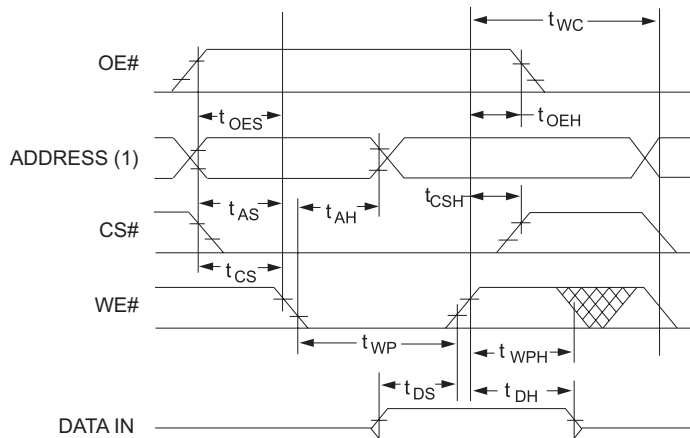 t WC
OE#
t OES
t OEH
ADDRESS (1)
t CSH
t AS
t AH
CS#
t CS
WE#
t WP
t WPH
t DS
t DH
DATA IN